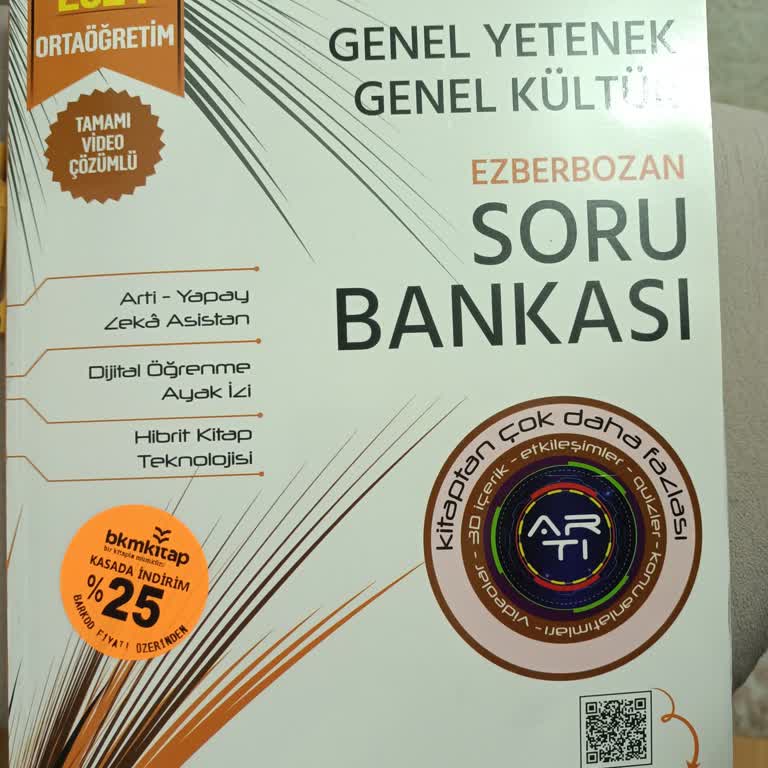 ORTAÖĞRETİM
TAMAMI
VİDEO
ÇÖZÜMLÜ
GENEL YETENEK
GENEL KÜLTÜR
EZBERBOZAN
SORU
BANKASI
Arti - Yapay
Zekâ Asistan
Dijital Öğrenme
Ayak İzi
Hibrit Kitap
Teknolojisi
kitaptan çok daha fazlası
videolar - 3D içerik - etkileşimler - quizler - konu anlatımları -
AR
TI
bkmkitap
KASADA İNDİRİM
%25
BARKOD FİYATI ÜZERİNDEN